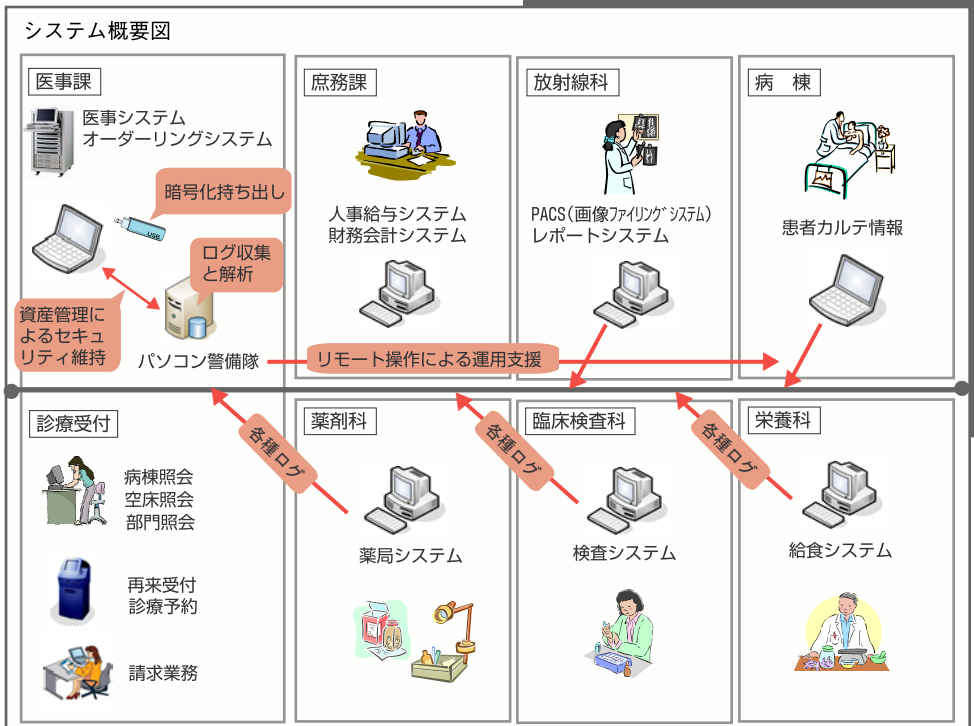 システム概要図
医事課
医事システム
オーダーリングシステム
暗号化持ち出し
USB
ログ収集
と解析
資産管理に
よるセキュ
リティ維持
パソコン警備隊
リモート操作による運用支援
庶務課
人事給与システム
財務会計システム
放射線科
PACS(画像ﾌｧｲﾘﾝｸﾞｼｽﾃﾑ)
レポートシステム
病 棟
患者カルテ情報
診療受付
病棟照会
空床照会
部門照会
再来受付
診療予約
請求業務
各種ログ
薬剤科
薬局システム
各種ログ
臨床検査科
検査システム
各種ログ
栄養科
給食システム